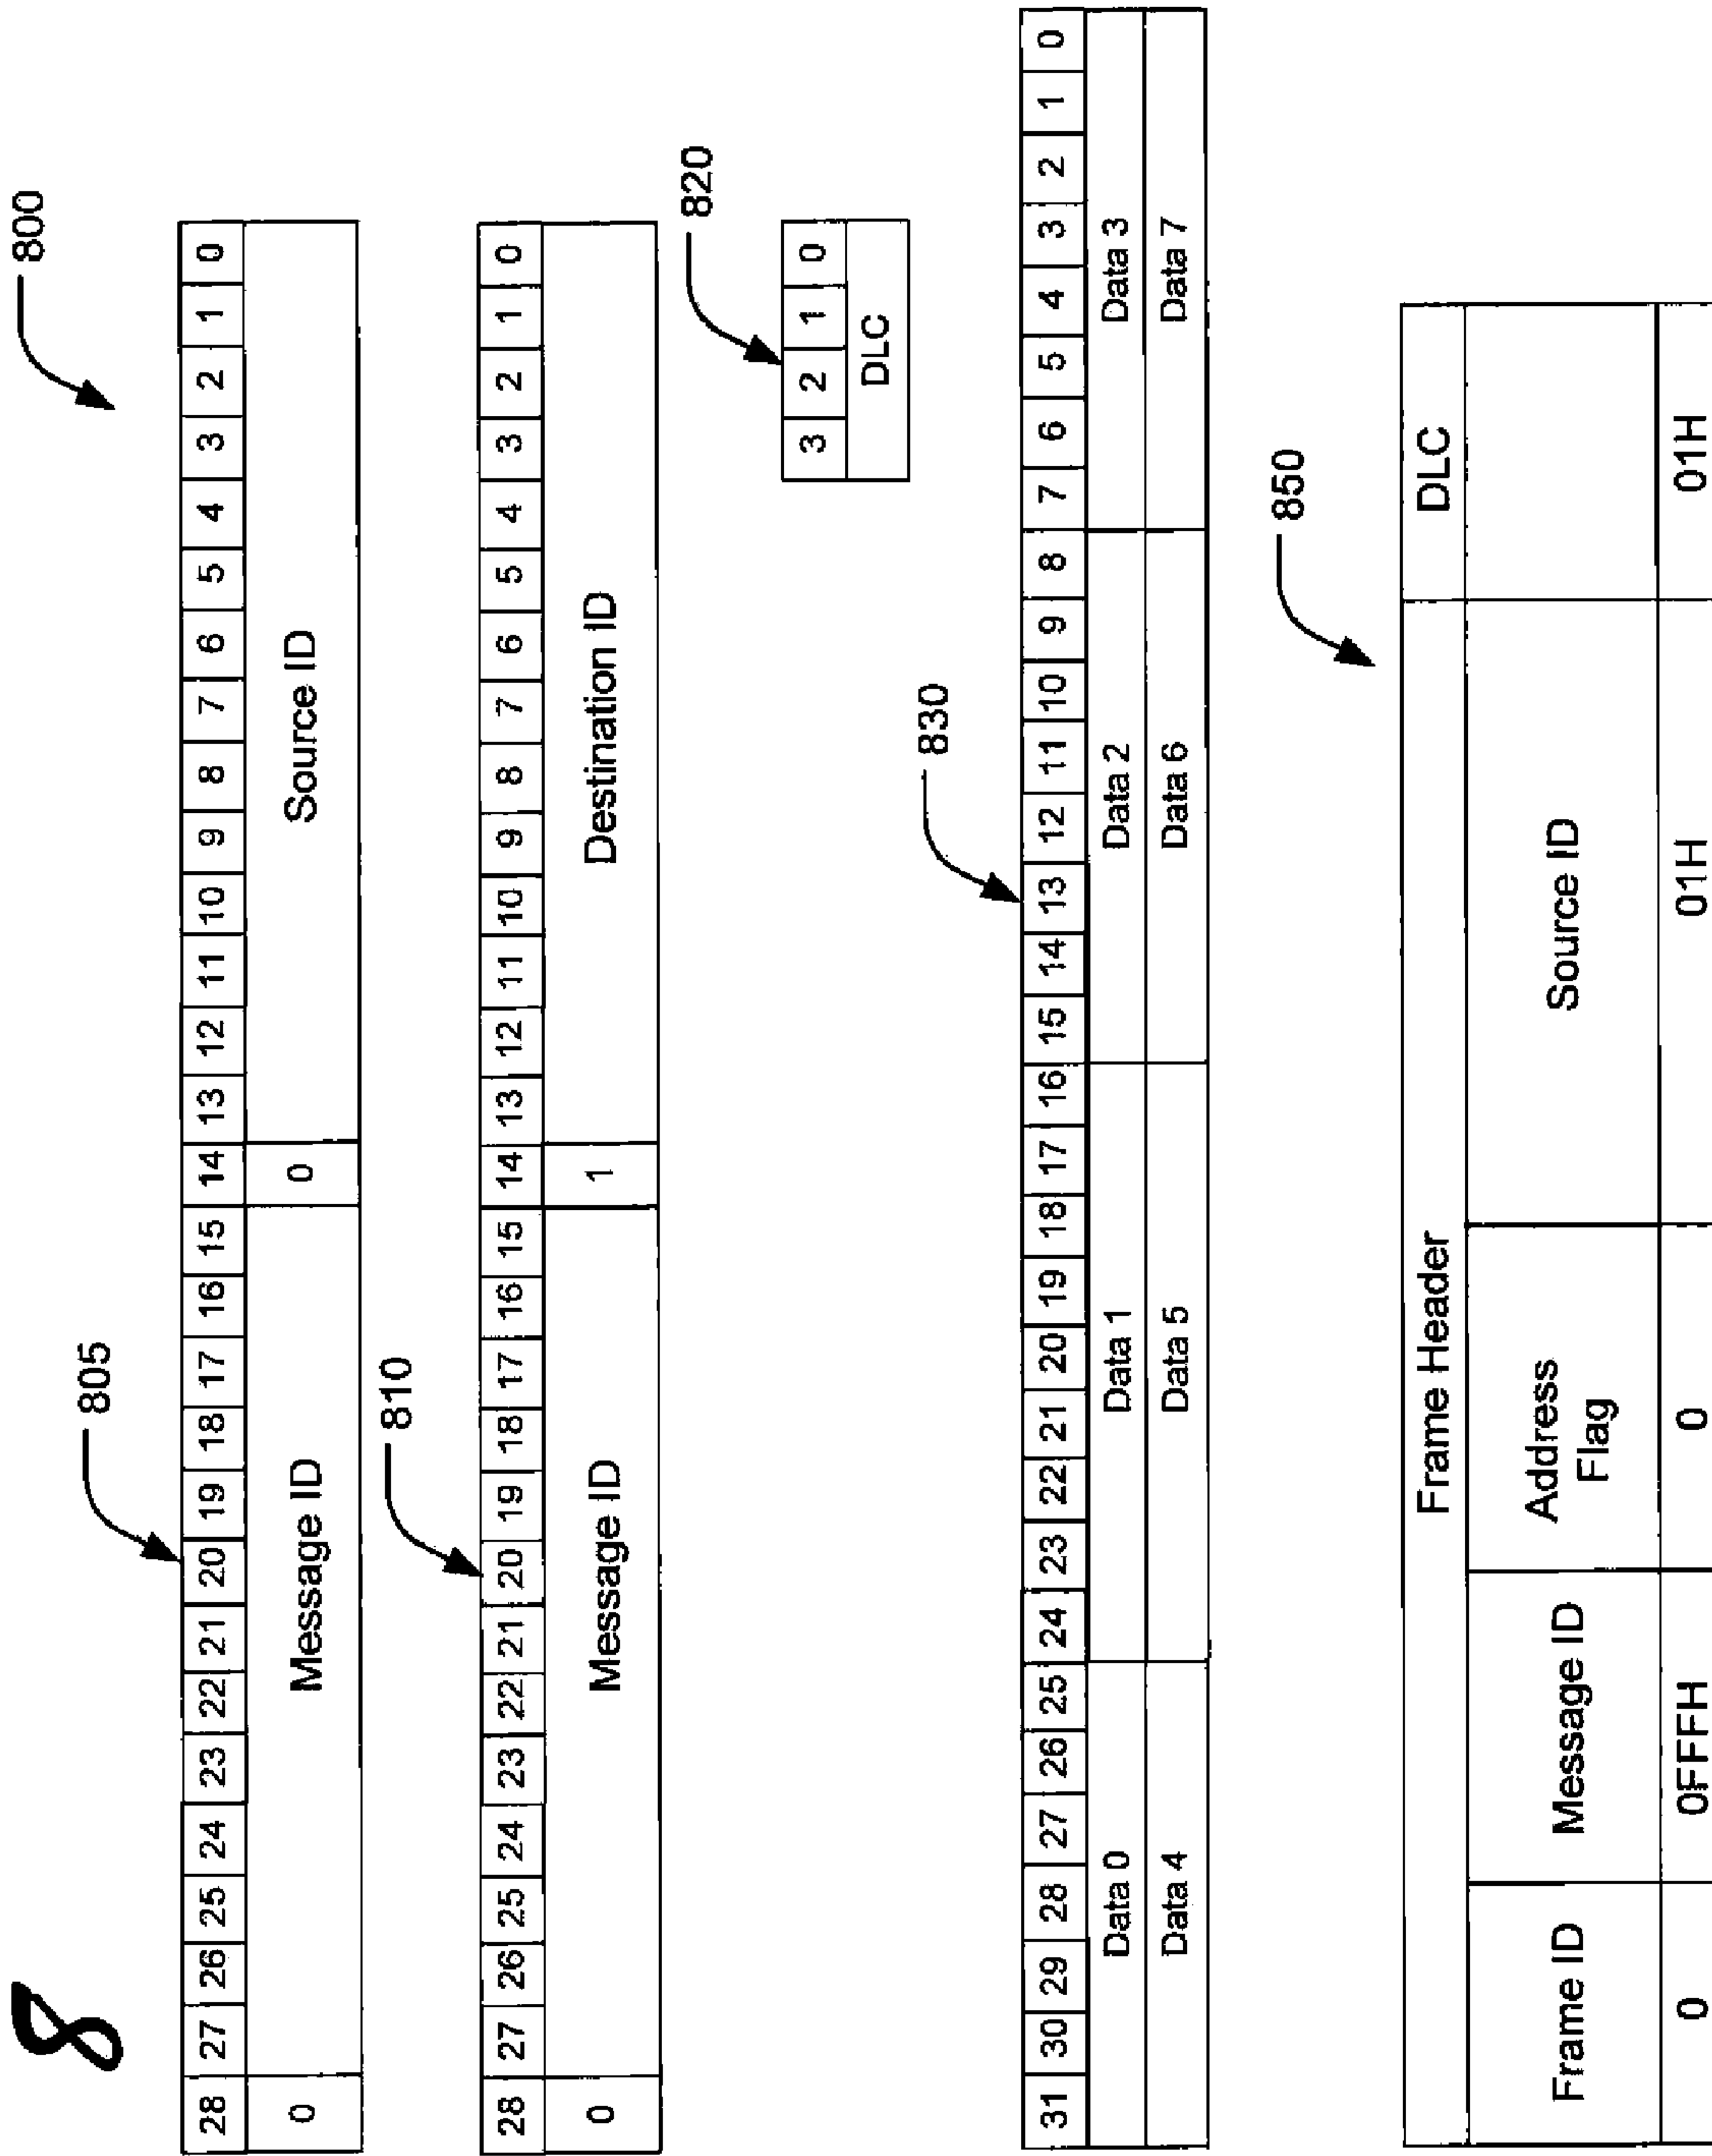 8
800
805
28 27 26 25 24 23 22 21 20 19 18 17 16 15 14 13 12 11 10 9 8 7 6 5 4 3 2 1 0
0 Message ID 0 Source ID
810
28 27 26 25 24 23 22 21 20 19 18 17 16 15 14 13 12 11 10 9 8 7 6 5 4 3 2 1 0
0 Message ID 1 Destination ID
820
3 2 1 0
DLC
830
31 30 29 28 27 26 25 24 23 22 21 20 19 18 17 16 15 14 13 12 11 10 9 8 7 6 5 4 3 2 1 0
Data 0 Data 1 Data 2 Data 3
Data 4 Data 5 Data 6 Data 7
850
Frame Header DLC
Frame ID Message ID Address Flag Source ID
0 0FFFH 0 01H 01H